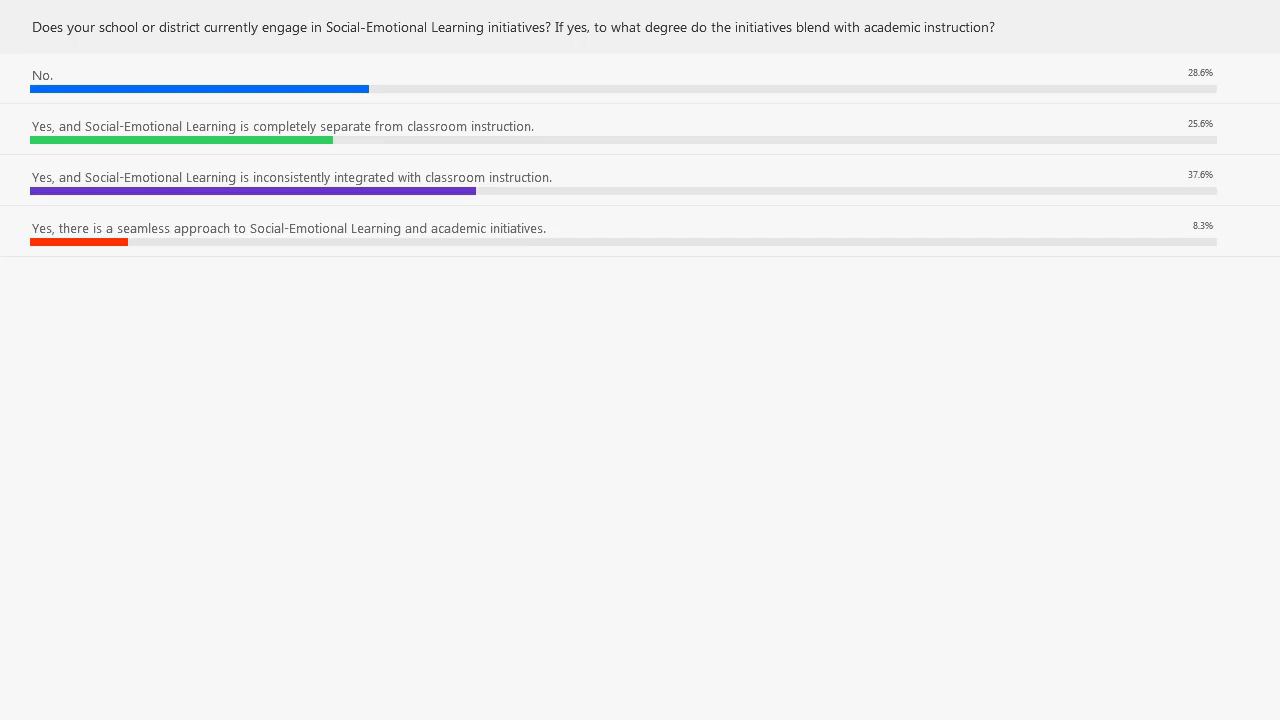 Does your school or district currently engage in Social-Emotional Learning initiatives? If yes, to what degree do the initiatives blend with academic instruction?
No.
28.6%
Yes, and Social-Emotional Learning is completely separate from classroom instruction.
25.6%
Yes, and Social-Emotional Learning is inconsistently integrated with classroom instruction.
37.6%
Yes, there is a seamless approach to Social-Emotional Learning and academic initiatives.
8.3%